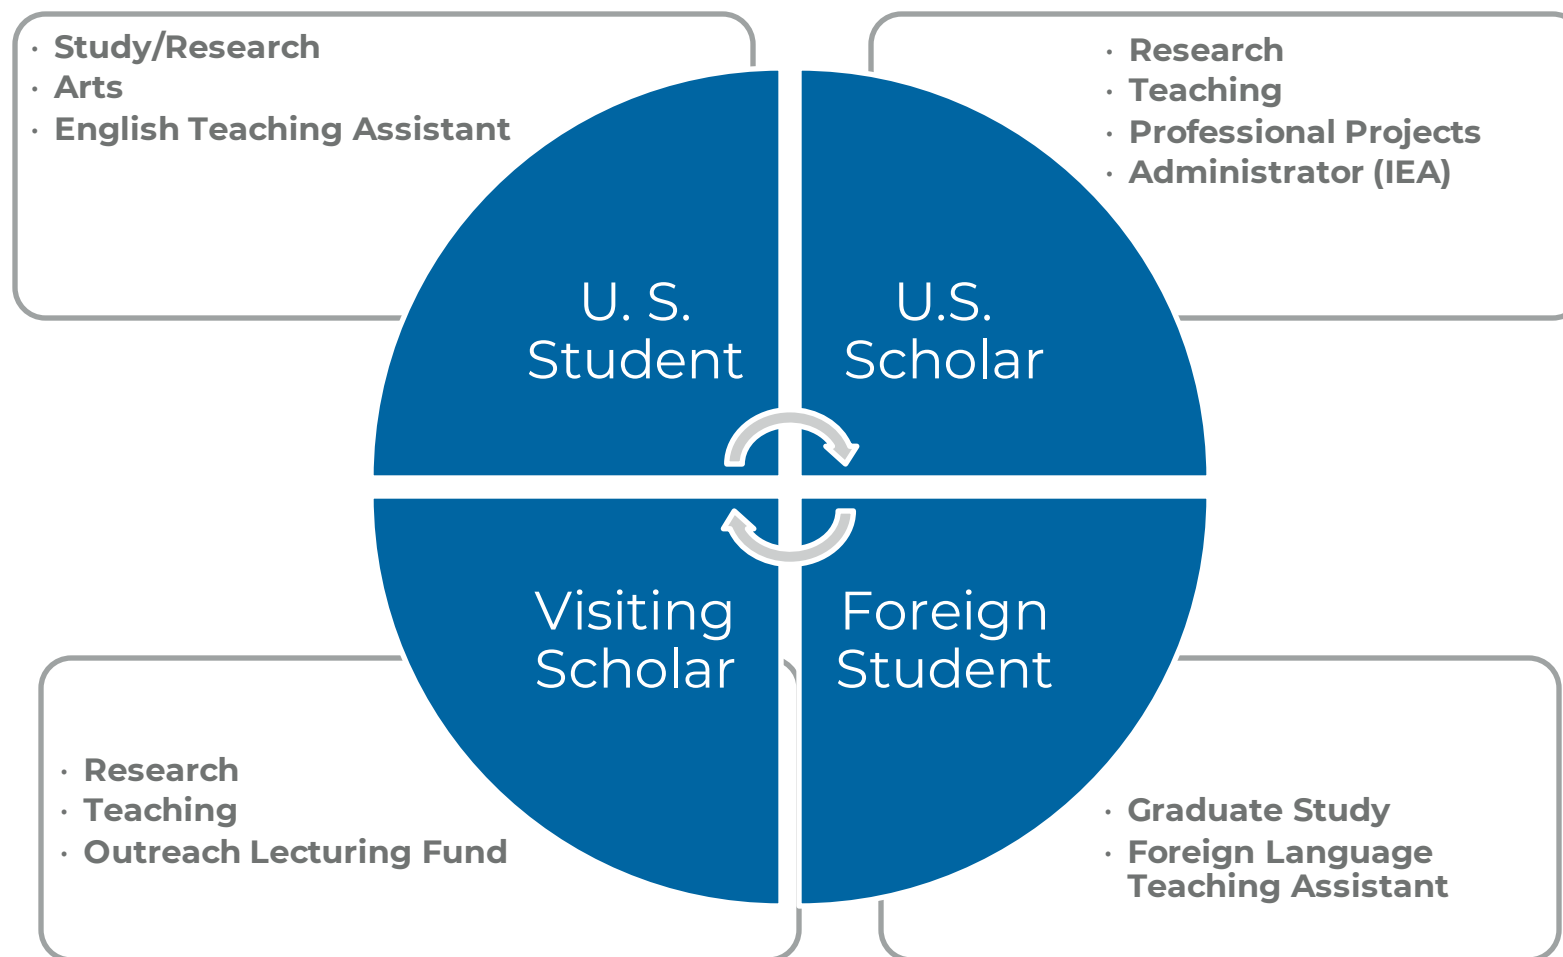 · Study/Research
· Arts
· English Teaching Assistant
· Research
· Teaching
· Professional Projects
· Administrator (IEA)
U. S.
Student
U.S.
Scholar
Visiting
Scholar
Foreign
Student
· Research
· Teaching
· Outreach Lecturing Fund
· Graduate Study
· Foreign Language
Teaching Assistant